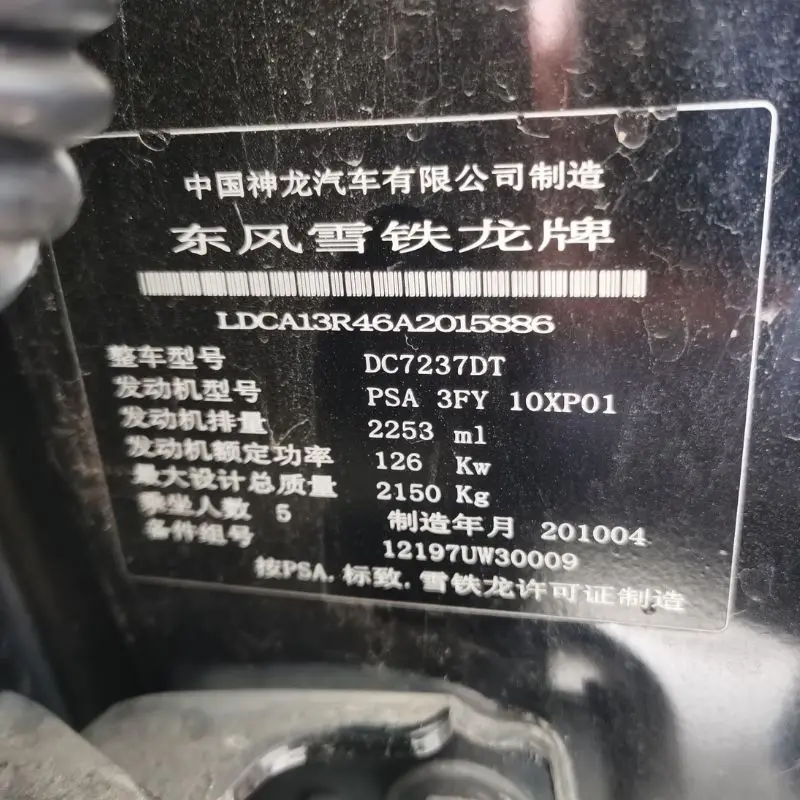 中国神龙汽车有限公司制造
东风雪铁龙牌
LDCA13R46A2015886
整车型号 DC7237DT
发动机型号 PSA 3FY 10XP01
发动机排量 2253 ml
发动机额定功率 126 Kw
最大设计总质量 2150 Kg
乘坐人数 5 制造年月 201004
备件组号 12197UW30009
按PSA.标致.雪铁龙许可证制造